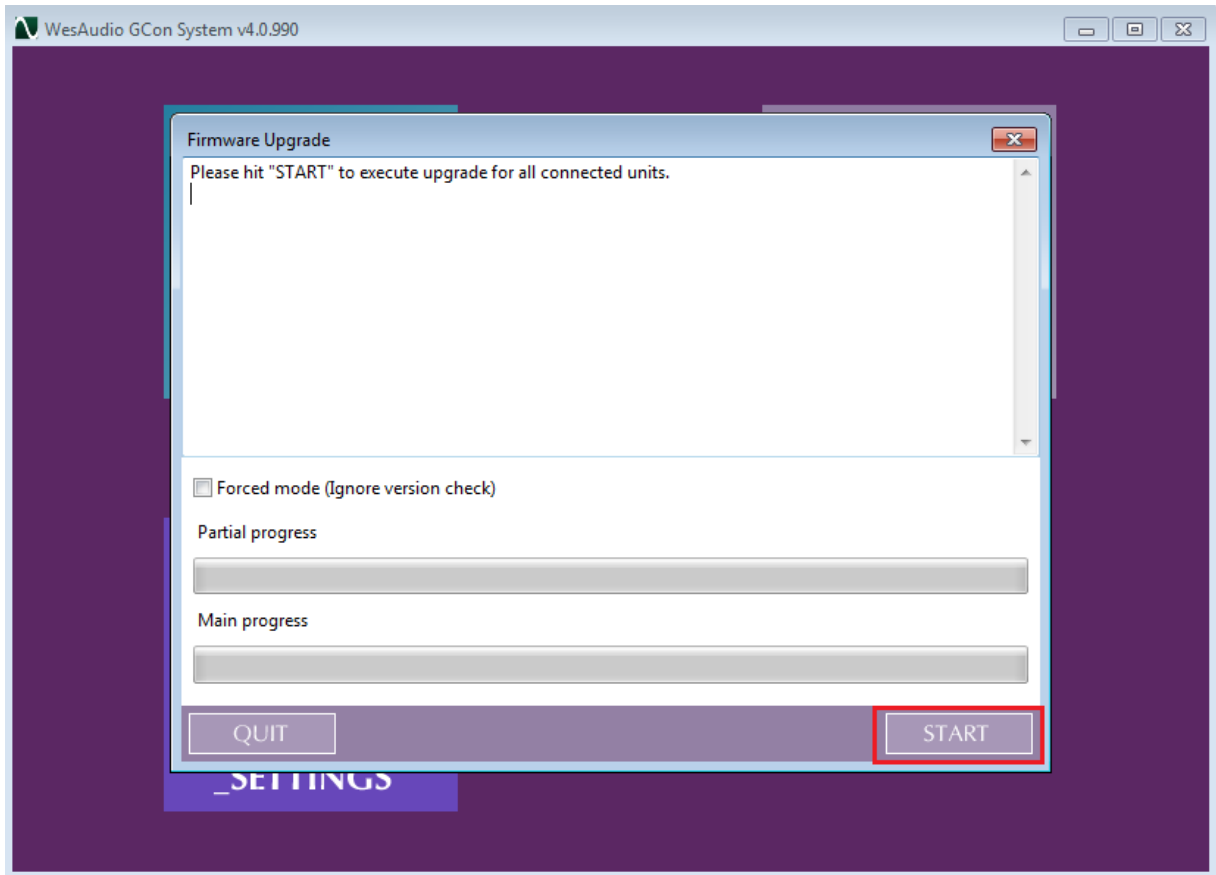 WesAudio GCon System v4.0.990
Firmware Upgrade
Please hit "START" to execute upgrade for all connected units.
Forced mode (Ignore version check)
Partial progress
Main progress
QUIT
START
_SETTINGS